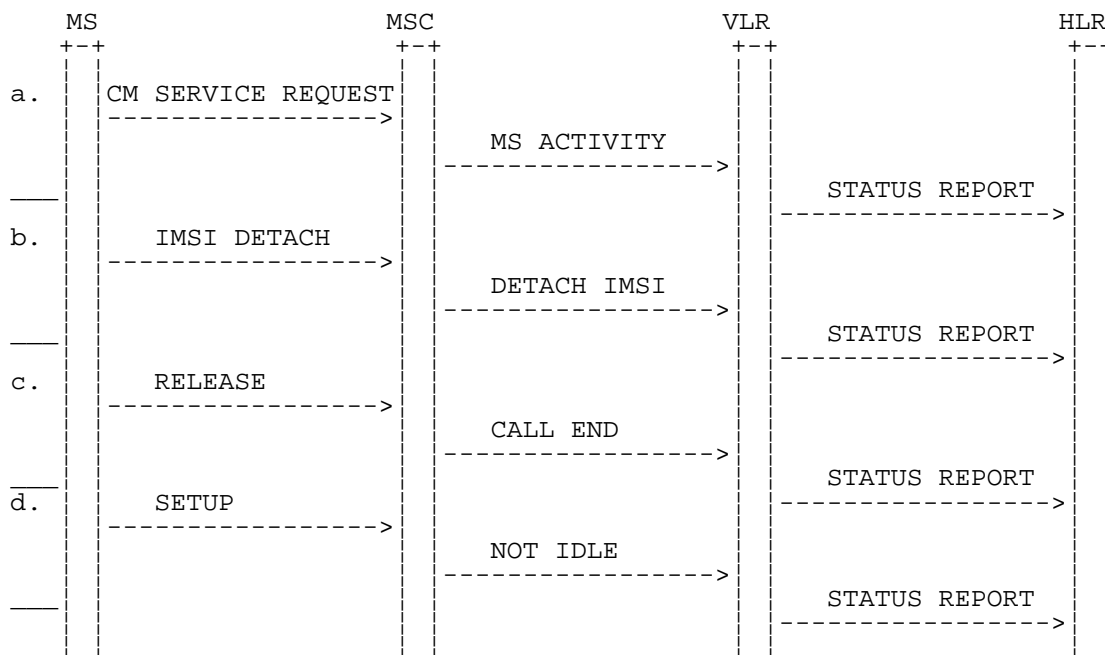 MS MSC VLR HLR
a. CM SERVICE REQUEST
MS ACTIVITY
STATUS REPORT
b. IMSI DETACH
DETACH IMSI
STATUS REPORT
c. RELEASE
CALL END
STATUS REPORT
d. SETUP
NOT IDLE
STATUS REPORT